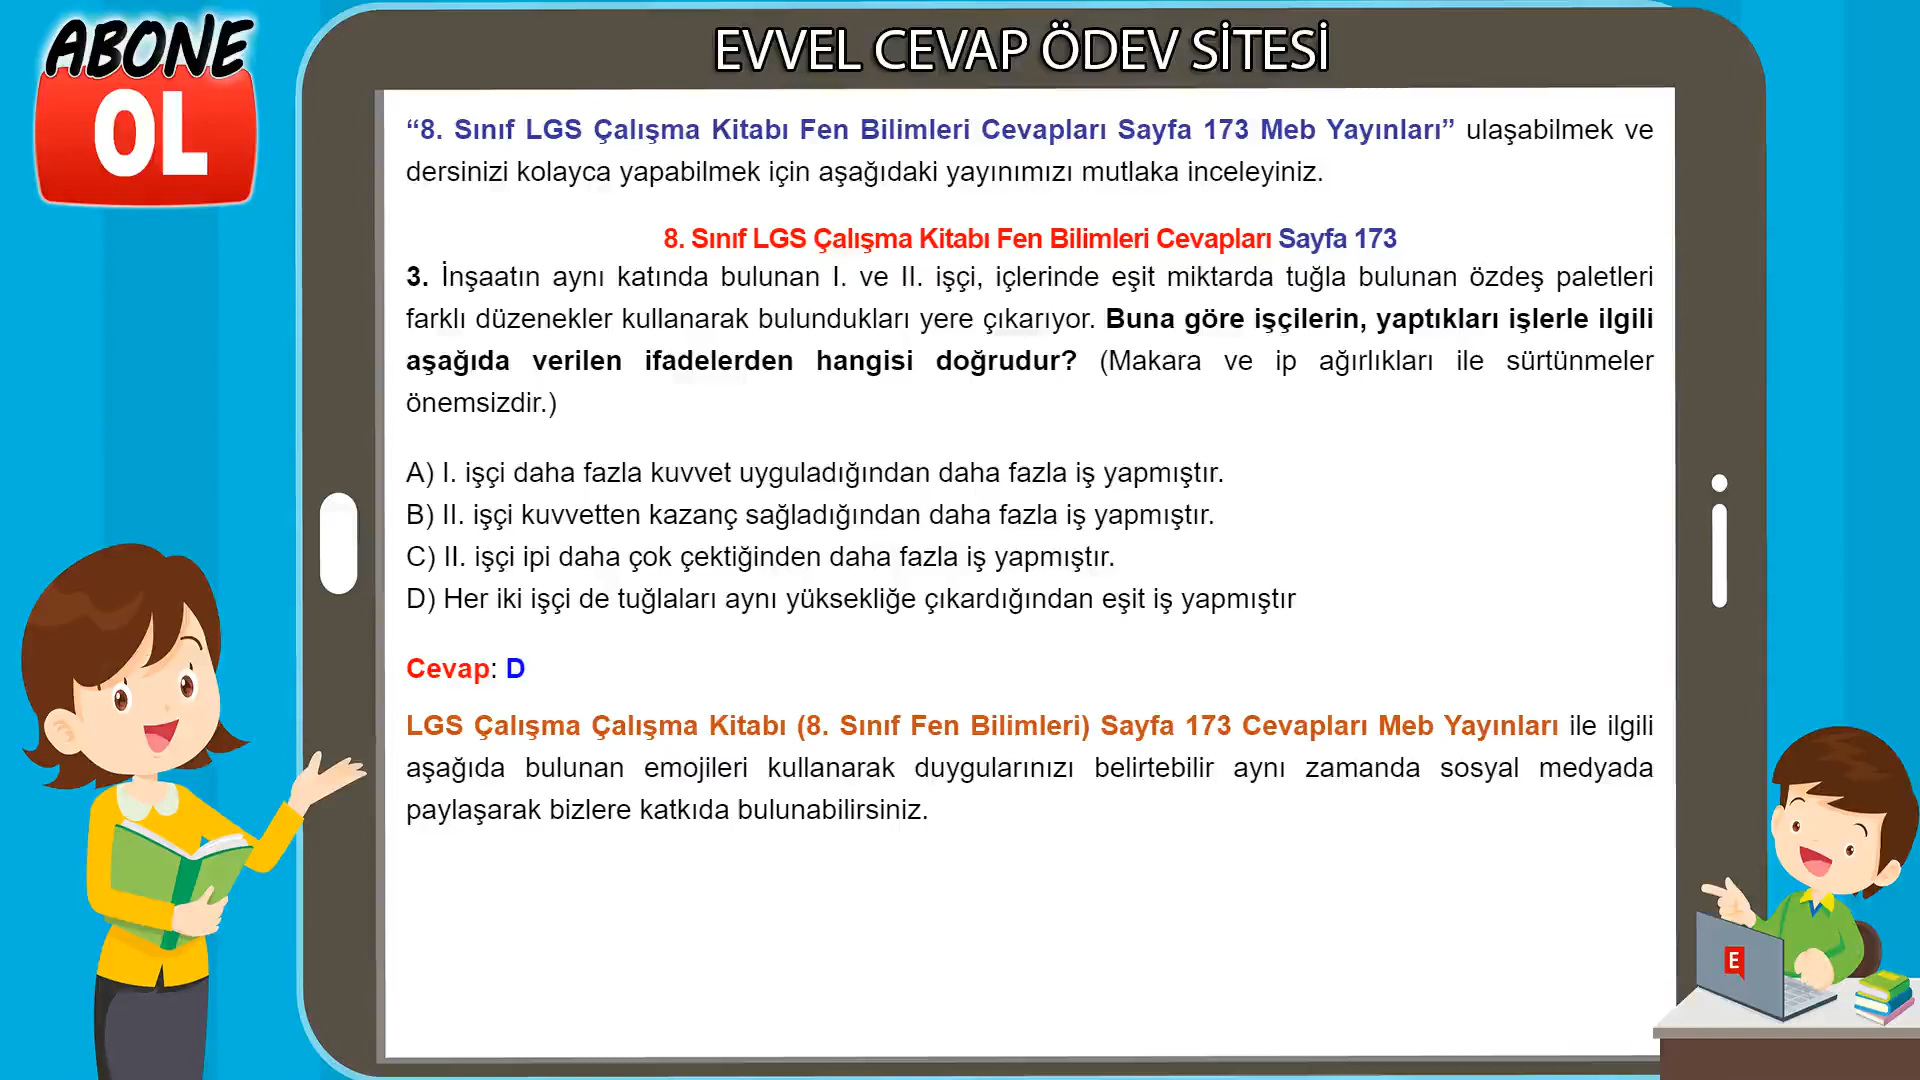 ABONE
OL
EVVEL CEVAP ÖDEV SİTESİ
“8. Sınıf LGS Çalışma Kitabı Fen Bilimleri Cevapları Sayfa 173 Meb Yayınları” ulaşabilmek ve
dersinizi kolayca yapabilmek için aşağıdaki yayınımızı mutlaka inceleyiniz.
8. Sınıf LGS Çalışma Kitabı Fen Bilimleri Cevapları Sayfa 173
3. İnşaatın aynı katında bulunan I. ve II. işçi, içlerinde eşit miktarda tuğla bulunan özdeş paletleri
farklı düzenekler kullanarak bulundukları yere çıkarıyor. Buna göre işçilerin, yaptıkları işlerle ilgili
aşağıda verilen ifadelerden hangisi doğrudur? (Makara ve ip ağırlıkları ile sürtünmeler
önemsizdir.)
A) I. işçi daha fazla kuvvet uyguladığından daha fazla iş yapmıştır.
B) II. işçi kuvvetten kazanç sağladığından daha fazla iş yapmıştır.
C) II. işçi ipi daha çok çektiğinden daha fazla iş yapmıştır.
D) Her iki işçi de tuğlaları aynı yüksekliğe çıkardığından eşit iş yapmıştır
Cevap: D
LGS Çalışma Çalışma Kitabı (8. Sınıf Fen Bilimleri) Sayfa 173 Cevapları Meb Yayınları ile ilgili
aşağıda bulunan emojileri kullanarak duygularınızı belirtebilir aynı zamanda sosyal medyada
paylaşarak bizlere katkıda bulunabilirsiniz.
E